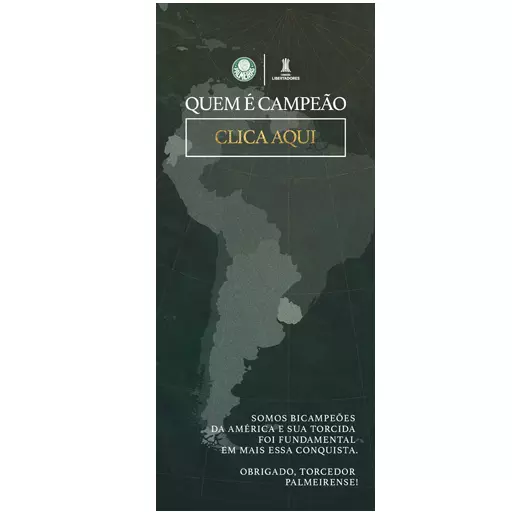 PALMEIRAS
LIBERTADORES
QUEM É CAMPEÃO
CLICA AQUI
SOMOS BICAMPEÕES
DA AMÉRICA E SUA TORCIDA
FOI FUNDAMENTAL
EM MAIS ESSA CONQUISTA.
OBRIGADO, TORCEDOR
PALMEIRENSE!